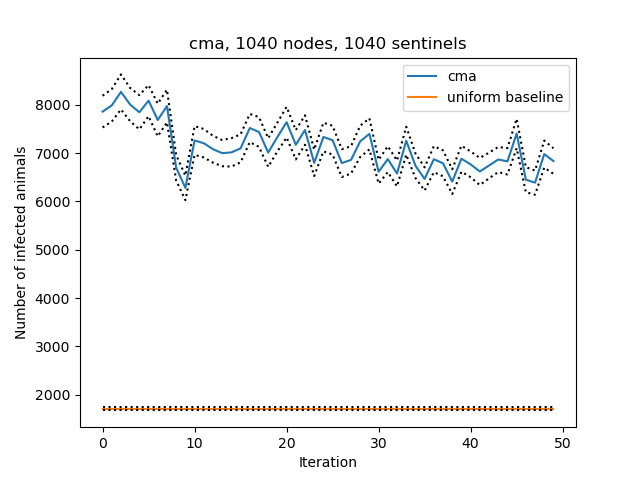 cma, 1040 nodes, 1040 sentinels
cma
uniform baseline
Number of infected animals
8000
7000
6000
5000
4000
3000
2000
0 10 20 30 40 50
Iteration